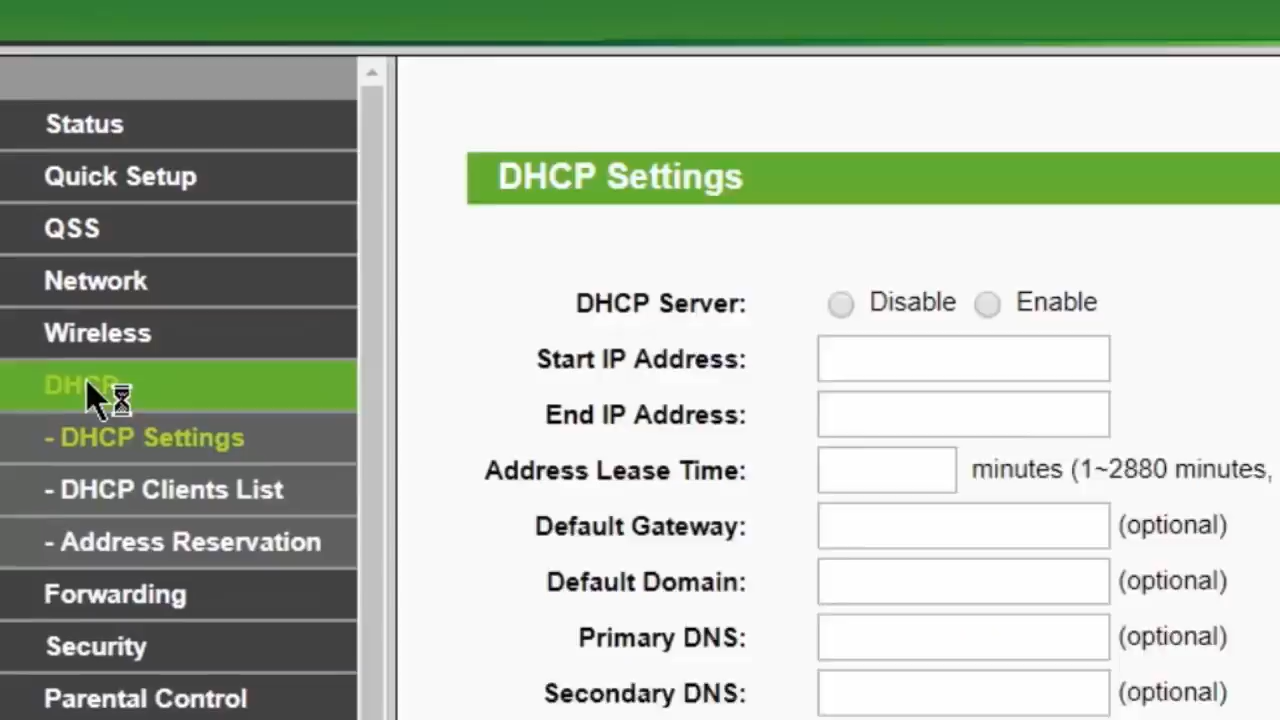 Status
Quick Setup
QSS
Network
Wireless
DHCP
- DHCP Settings
- DHCP Clients List
- Address Reservation
Forwarding
Security
Parental Control
DHCP Settings
DHCP Server: Disable Enable
Start IP Address:
End IP Address:
Address Lease Time: minutes (1~2880 minutes,
Default Gateway: (optional)
Default Domain: (optional)
Primary DNS: (optional)
Secondary DNS: (optional)